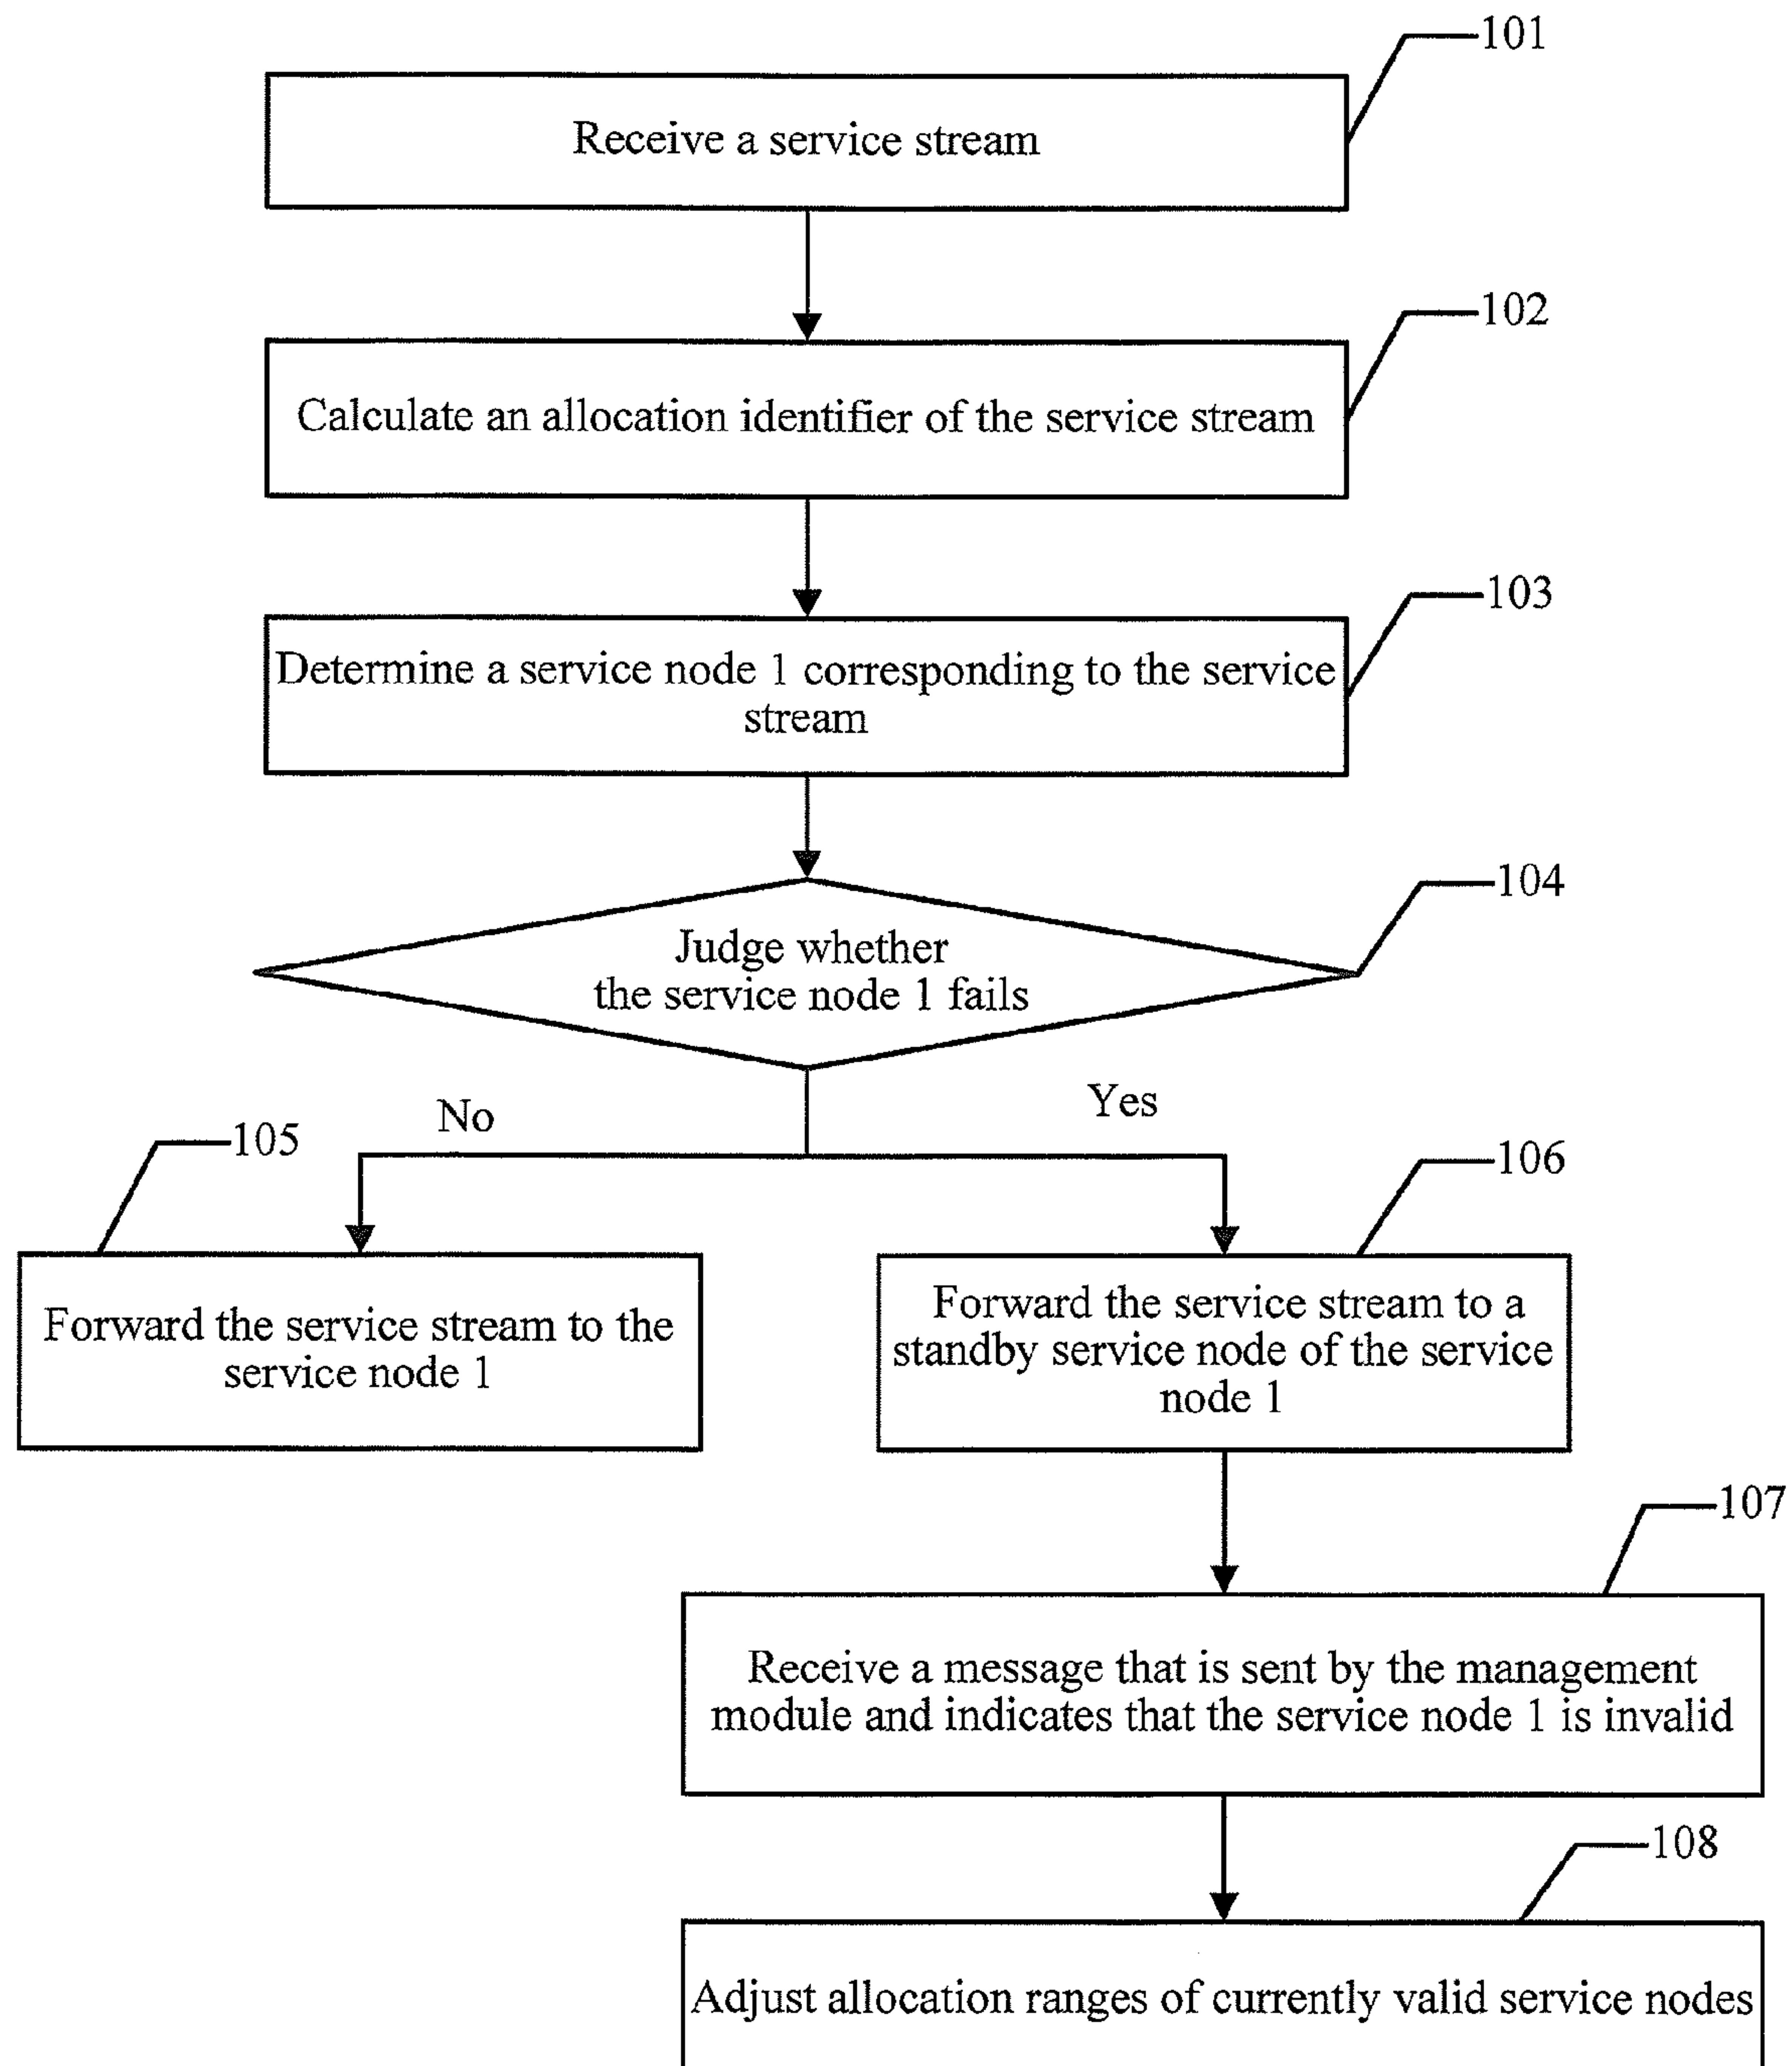 101
Receive a service stream
102
Calculate an allocation identifier of the service stream
103
Determine a service node 1 corresponding to the service
stream
104
Judge whether
the service node 1 fails
No
Yes
105
106
Forward the service stream to the
service node 1
Forward the service stream to a
standby service node of the service
node 1
107
Receive a message that is sent by the management
module and indicates that the service node 1 is invalid
108
Adjust allocation ranges of currently valid service nodes